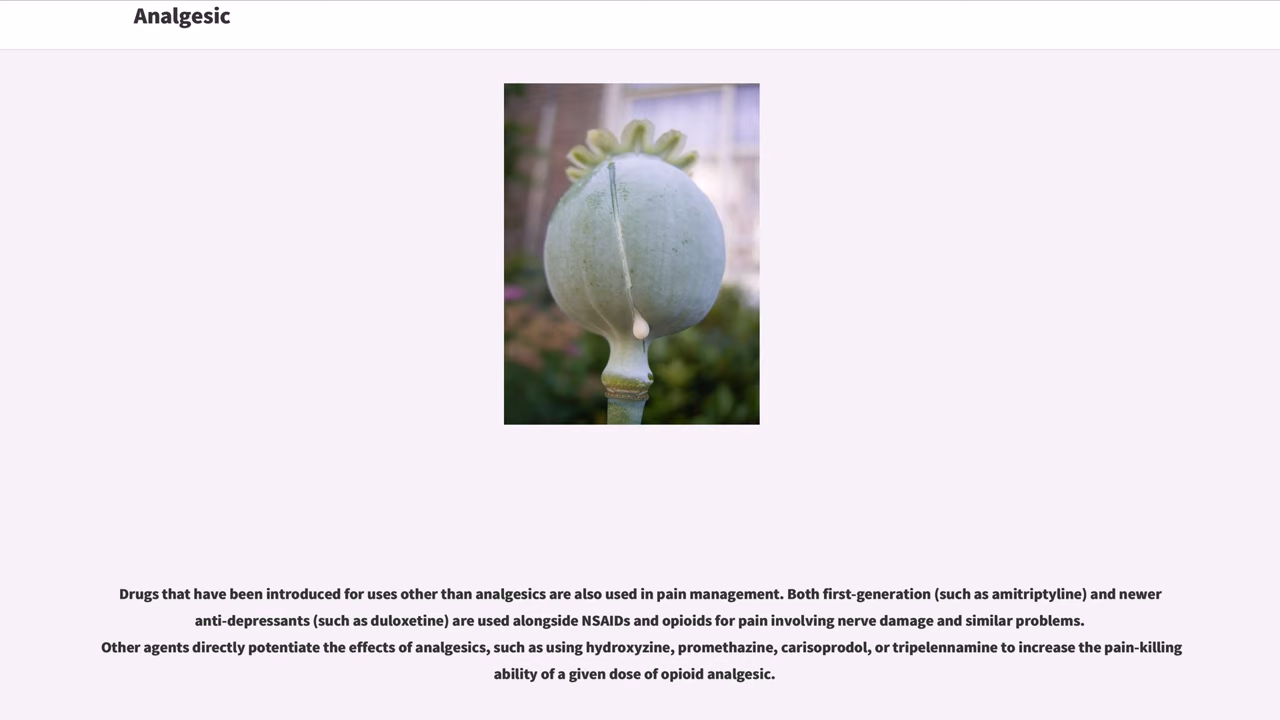 Analgesic
Drugs that have been introduced for uses other than analgesics are also used in pain management. Both first-generation (such as amitriptyline) and newer
anti-depressants (such as duloxetine) are used alongside NSAIDs and opioids for pain involving nerve damage and similar problems.
Other agents directly potentiate the effects of analgesics, such as using hydroxyzine, promethazine, carisoprodol, or tripelennamine to increase the pain-killing
ability of a given dose of opioid analgesic.